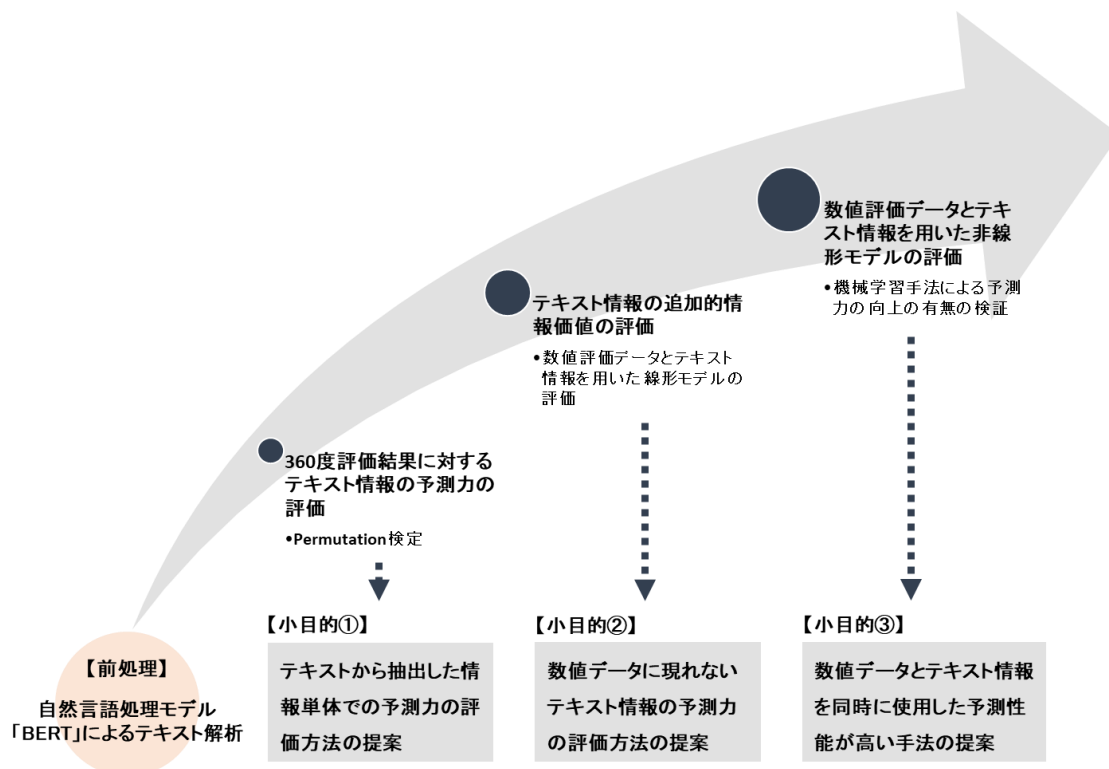 数値評価データとテキ
スト情報を用いた非線
形モデルの評価
•機械学習手法による予測
力の向上の有無の検証
テキスト情報の追加的情
報価値の評価
•数値評価データとテキスト
情報を用いた線形モデルの
評価
360度評価結果に対する
テキスト情報の予測力の
評価
•Permutation検定
【前処理】
自然言語処理モデル
「BERT」によるテキスト解析
【小目的①】
テキストから抽出した情
報単体での予測力の評
価方法の提案
【小目的②】
数値データに現れない
テキスト情報の予測力
の評価方法の提案
【小目的③】
数値データとテキスト情報
を同時に使用した予測性
能が高い手法の提案